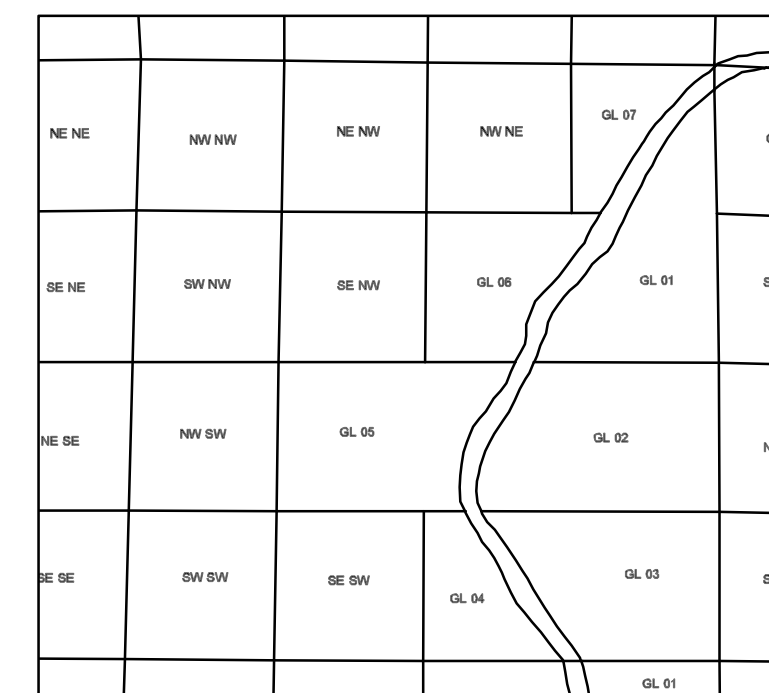 GL 07
NE NE
NW NW
NE NW
NW NE
SE NE
SW NW
SE NW
GL 06
GL 01
NE SE
NW SW
GL 05
GL 02
SE SE
SW SW
SE SW
GL 04
GL 03
GL 01